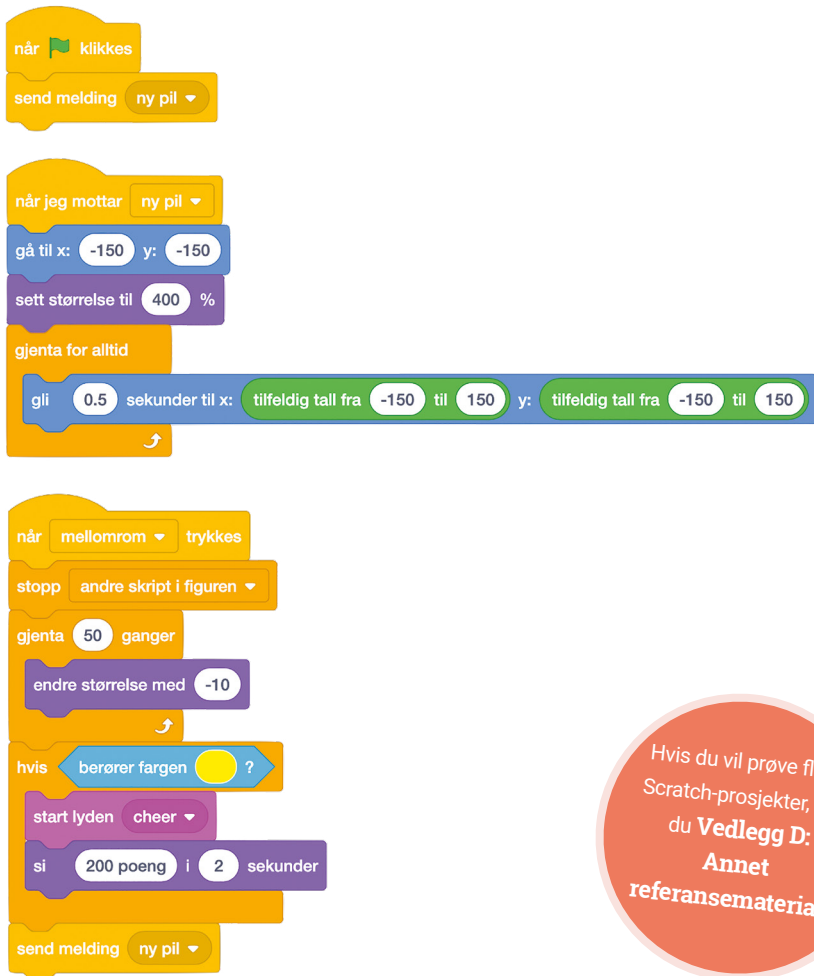 når klikkes
send melding ny pil
når jeg mottar ny pil
gå til x: -150 y: -150
sett størrelse til 400 %
gjenta for alltid
gli 0.5 sekunder til x: tilfeldig tall fra -150 til 150 y: tilfeldig tall fra -150 til 150
når mellomrom trykkes
stopp andre skript i figuren
gjenta 50 ganger
endre størrelse med -10
hvis berører fargen ?
start lyden cheer
si 200 poeng i 2 sekunder
send melding ny pil
Hvis du vil prøve
Scratch-prosjekter,
du Vedlegg D:
Annet